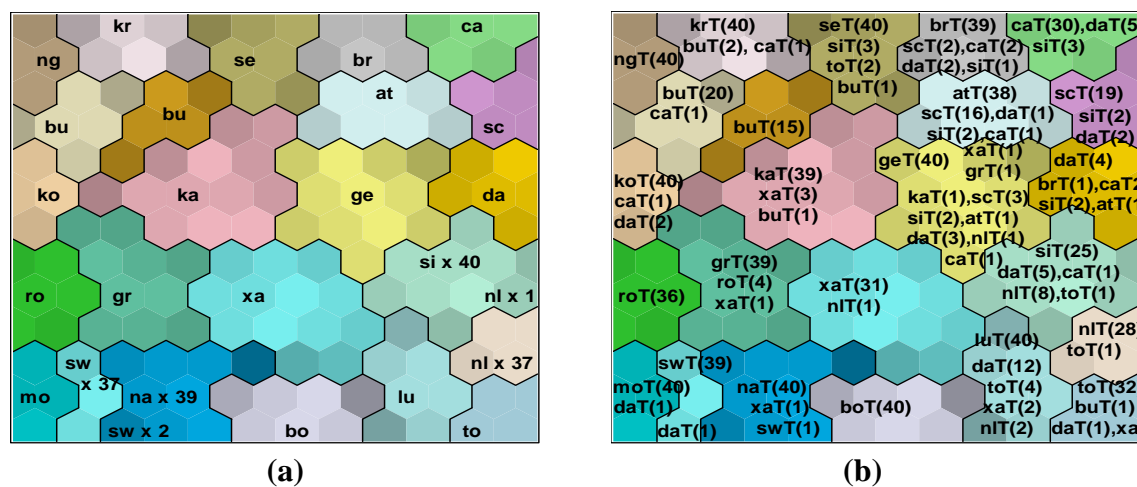 kr
ca
ng
se
br
at
bu
bu
sc
ko
ka
ge
da
si x 40
ro
gr
xa
nl x 1
sw
x 37
nl x 37
mo
na x 39
lu
sw x 2
bo
to
(a)
krT(40)
buT(2), caT(1)
seT(40)
siT(3)
toT(2)
buT(1)
brT(39)
scT(2),caT(2)
daT(2),siT(1)
caT(30),daT(5
siT(3)
ngT(40)
buT(20)
caT(1)
buT(15)
atT(38)
scT(16),daT(1)
siT(2),caT(1)
scT(19)
siT(2)
daT(2)
koT(40)
caT(1)
daT(2)
kaT(39)
xaT(3)
buT(1)
geT(40)
xaT(1)
grT(1)
kaT(1),scT(3)
siT(2),atT(1)
daT(3),nlT(1)
caT(1)
daT(4)
brT(1),caT2
siT(2),atT(1
roT(36)
grT(39)
roT(4)
xaT(1)
xaT(31)
nlT(1)
siT(25)
daT(5),caT(1)
nlT(8),toT(1)
nlT(28)
toT(1)
moT(40)
daT(1)
swT(39)
daT(1)
naT(40)
xaT(1)
swT(1)
boT(40)
luT(40)
daT(12)
toT(4)
xaT(2)
nlT(2)
toT(32
buT(1)
daT(1),xa
(b)